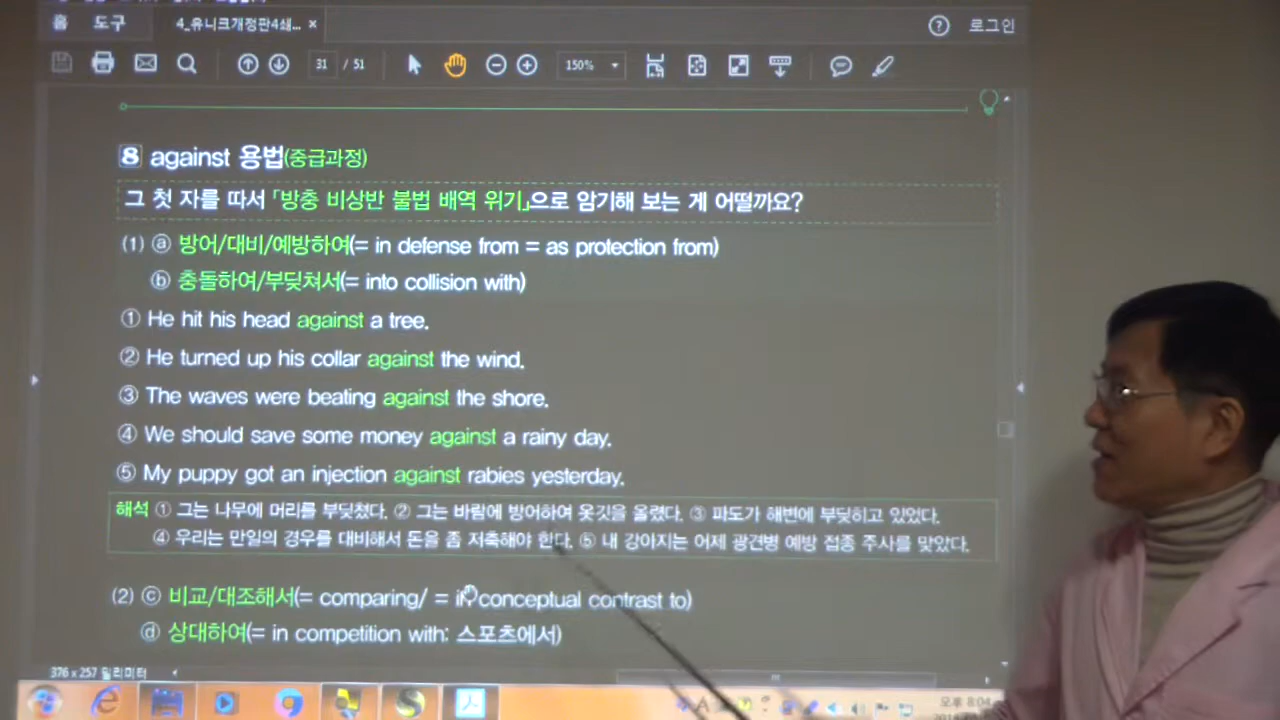 홈 도구 4_유니크개정판4쇄... × ? 로그인
31 / 51 150%
8 against 용법(중급과정)
그 첫 자를 따서 「방충 비상반 불법 배역 위기」으로 암기해 보는 게 어떨까요?
(1) ⓐ 방어/대비/예방하여(= in defense from = as protection from)
ⓑ 충돌하여/부딪쳐서(= into collision with)
① He hit his head against a tree.
② He turned up his collar against the wind.
③ The waves were beating against the shore.
④ We should save some money against a rainy day.
⑤ My puppy got an injection against rabies yesterday.
해석 ① 그는 나무에 머리를 부딪쳤다. ② 그는 바람에 방어하여 옷깃을 올렸다. ③ 파도가 해변에 부딪히고 있었다.
④ 우리는 만일의 경우를 대비해서 돈을 좀 저축해야 한다. ⑤ 내 강아지는 어제 광견병 예방 접종 주사를 맞았다.
(2) ⓒ 비교/대조해서(= comparing/ = in conceptual contrast to)
ⓓ 상대하여(= in competition with: 스포츠에서)
376 x 257 밀리미터
A 오후 8:04